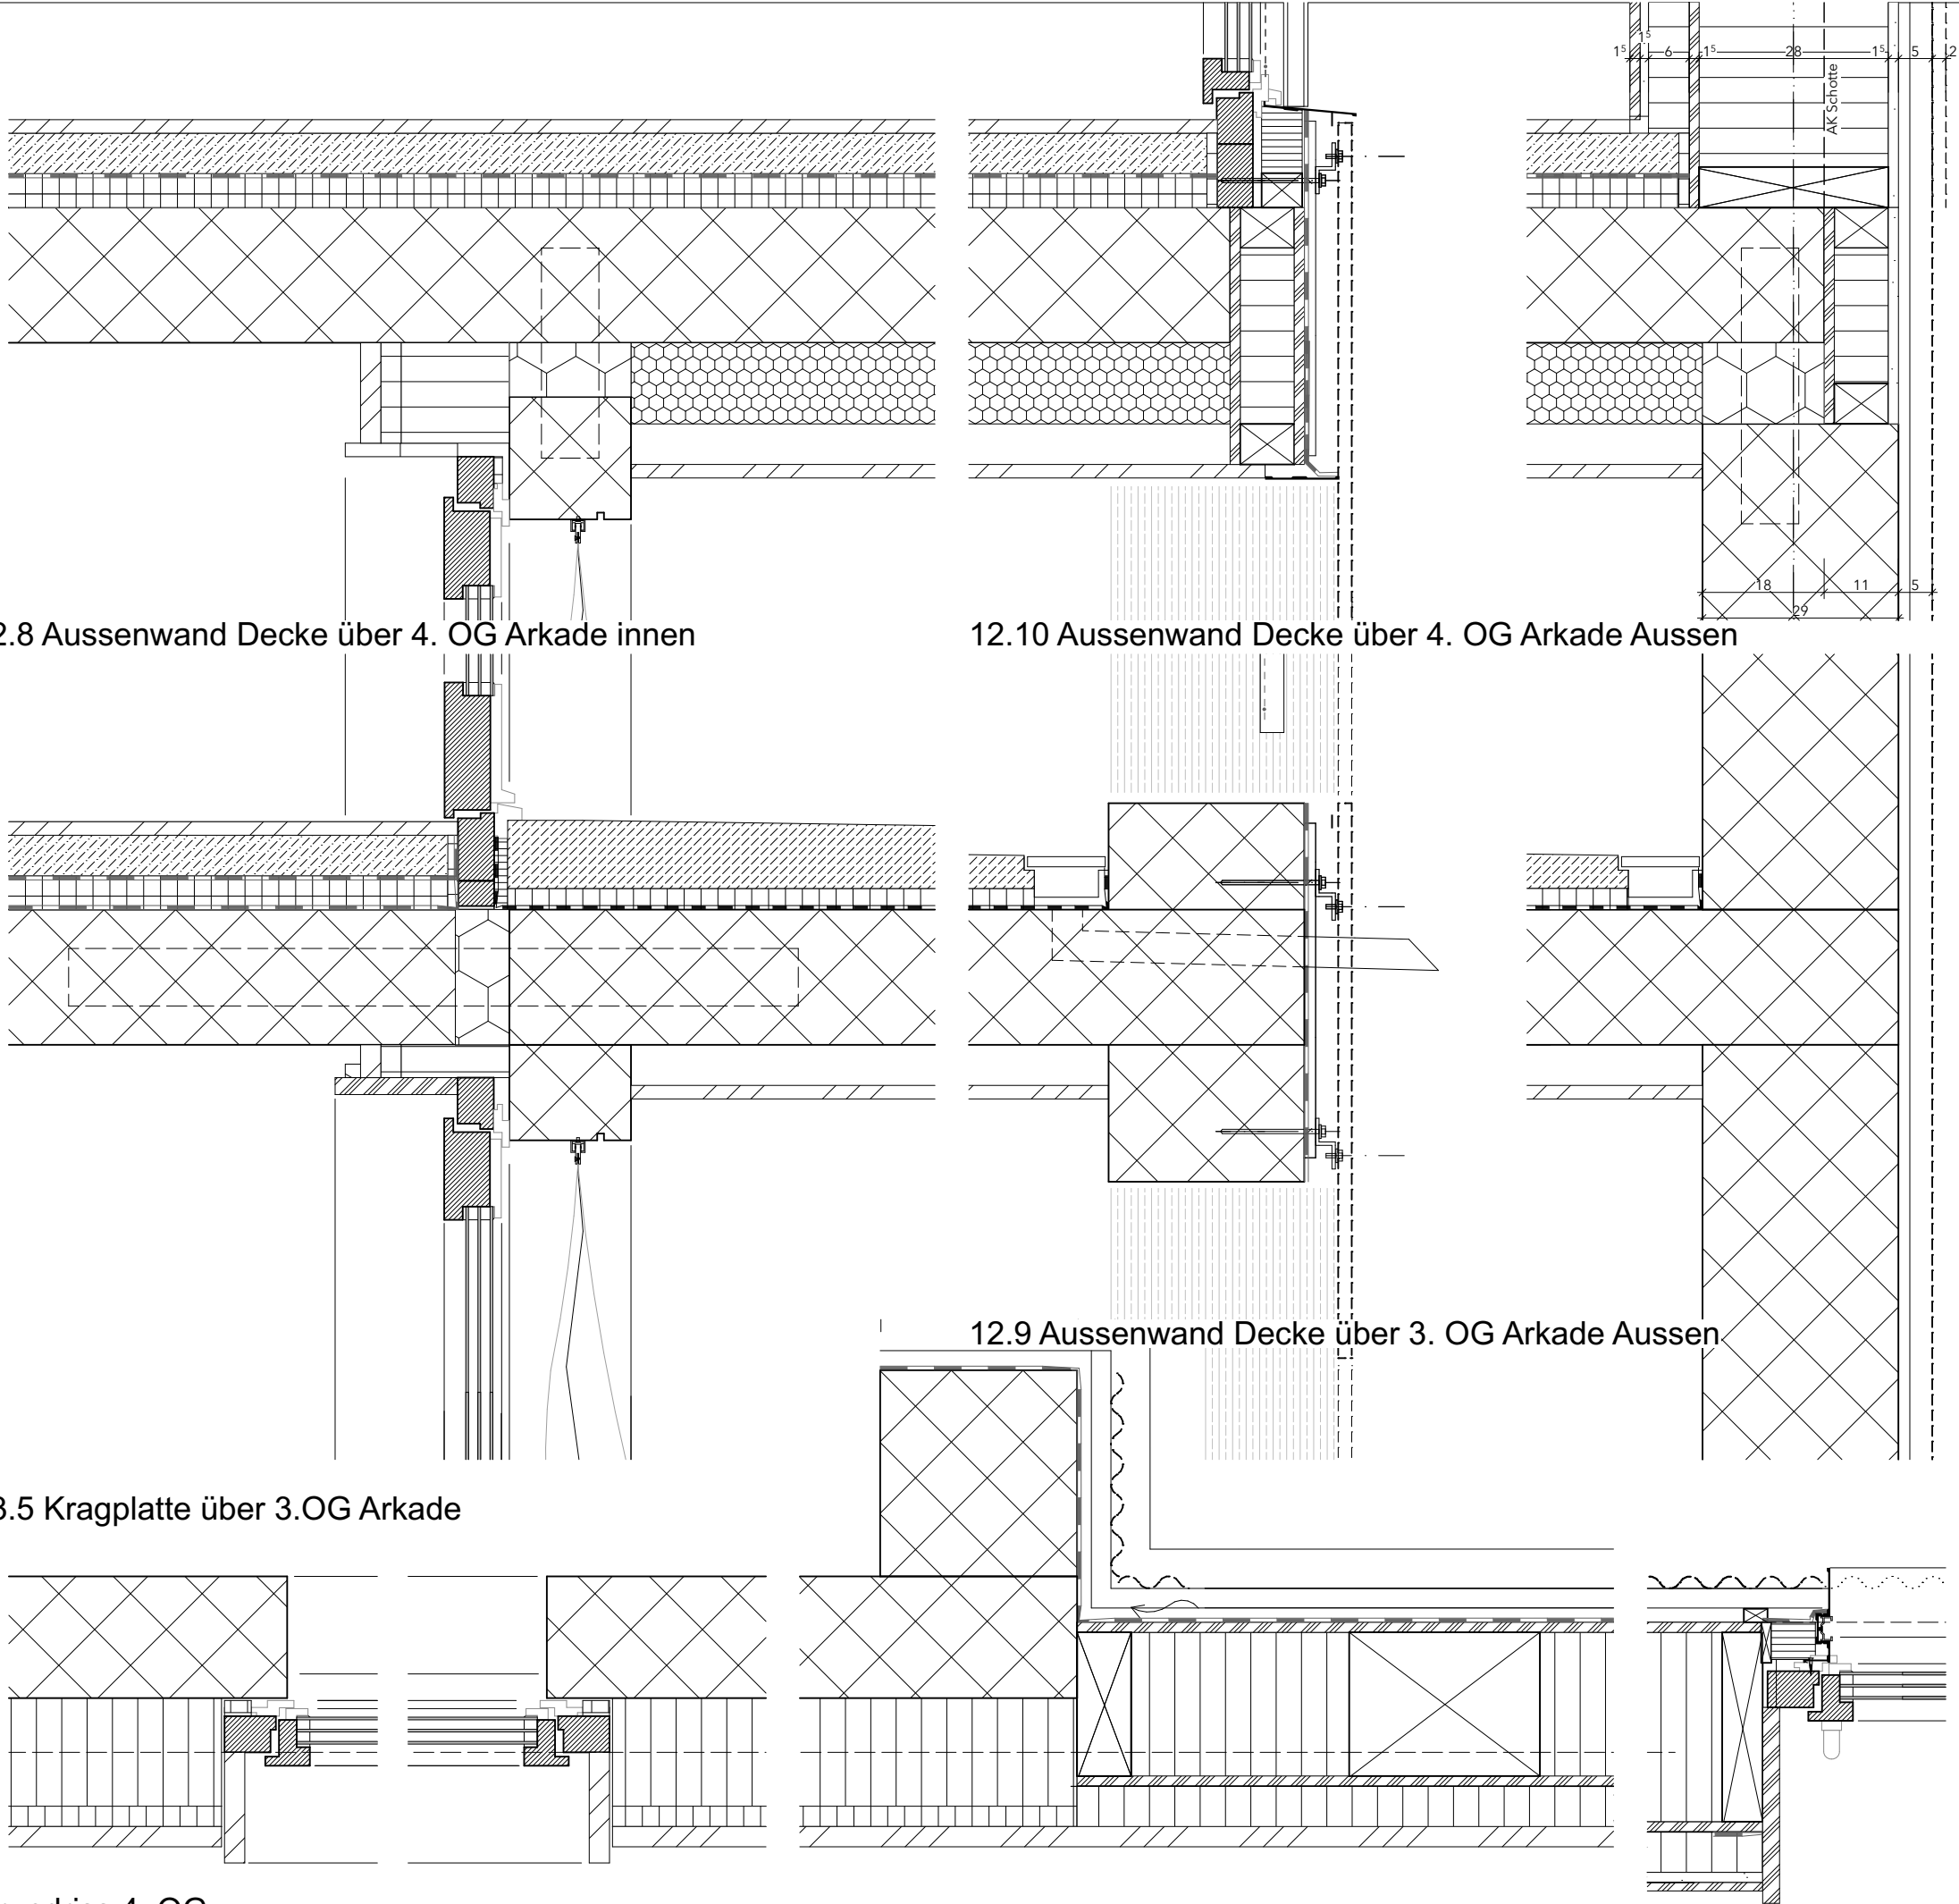 1⁵ 1⁵ 6 1⁵ 28 1⁵ 5 2
AK Schotte
18 11 5
29
2.8 Aussenwand Decke über 4. OG Arkade innen
12.10 Aussenwand Decke über 4. OG Arkade Aussen
12.9 Aussenwand Decke über 3. OG Arkade Aussen
3.5 Kragplatte über 3.OG Arkade
4. OG